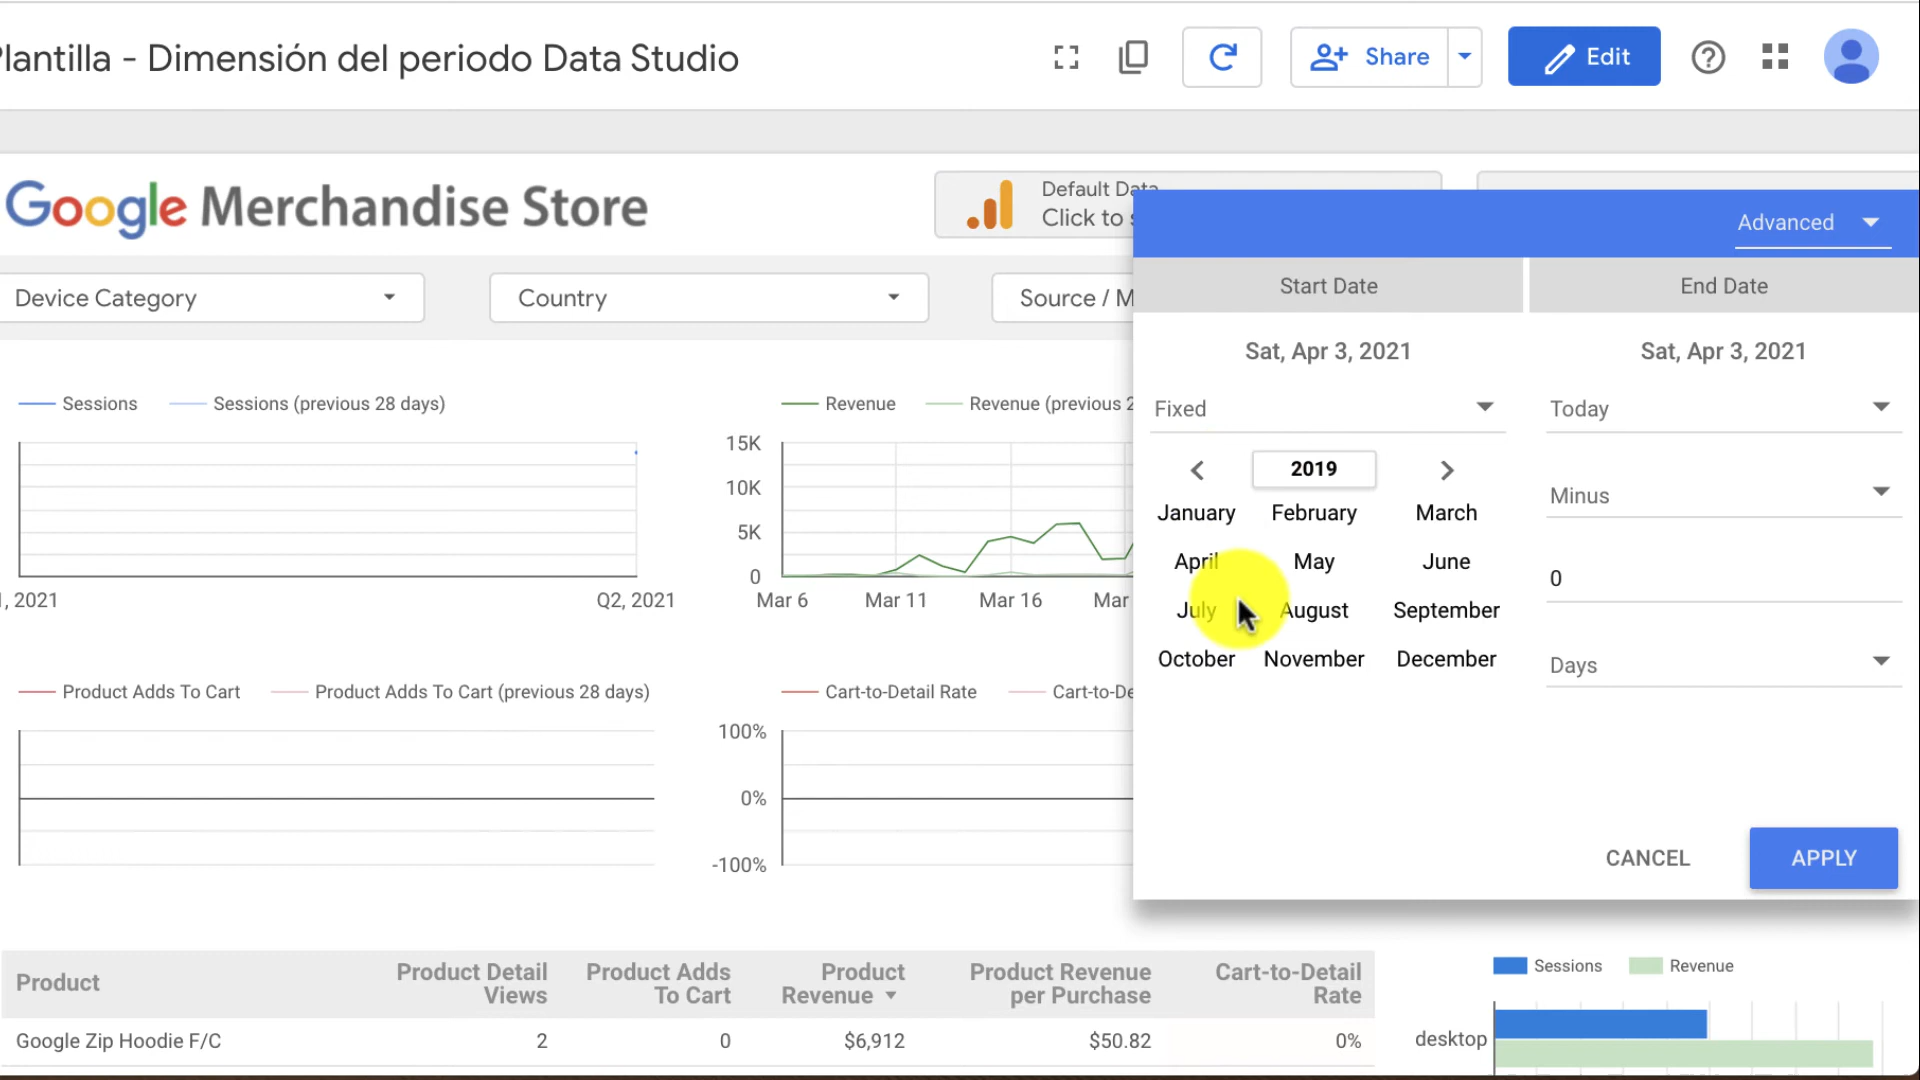 lantilla - Dimensión del periodo Data Studio
Share
Edit
Google Merchandise Store
Default Data
Click to s
Advanced
Device Category
Country
Source / M
Start Date
End Date
Sat, Apr 3, 2021
Sat, Apr 3, 2021
Fixed
Today
2019
Minus
January February March
April May June
0
July August September
October November December
Days
CANCEL
APPLY
Sessions Sessions (previous 28 days)
Revenue Revenue (previous 2
15K
10K
5K
0
, 2021
Q2, 2021
Mar 6 Mar 11 Mar 16 Mar
Product Adds To Cart Product Adds To Cart (previous 28 days)
Cart-to-Detail Rate Cart-to-De
100%
0%
-100%
Product
Product Detail Views
Product Adds To Cart
Product Revenue
Product Revenue per Purchase
Cart-to-Detail Rate
Google Zip Hoodie F/C 2 0 $6,912 $50.82 0%
Sessions Revenue
desktop